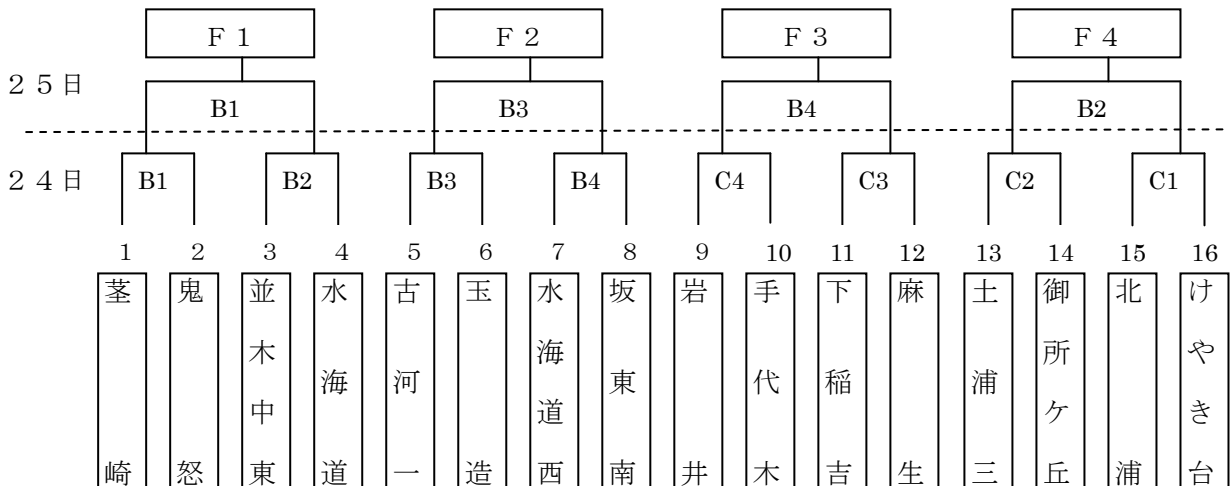 F 1 F 2 F 3 F 4
25日
B1 B3 B4 B2
24日
B1 B2 B3 B4 C4 C3 C2 C1
1 2 3 4 5 6 7 8 9 10 11 12 13 14 15 16
茎崎
鬼怒
並木中東
水海道
古河一
玉造
水海道西
坂東南
岩井
手代木
下稲吉
麻生
土浦三
御所ケ丘
北浦
けやき台